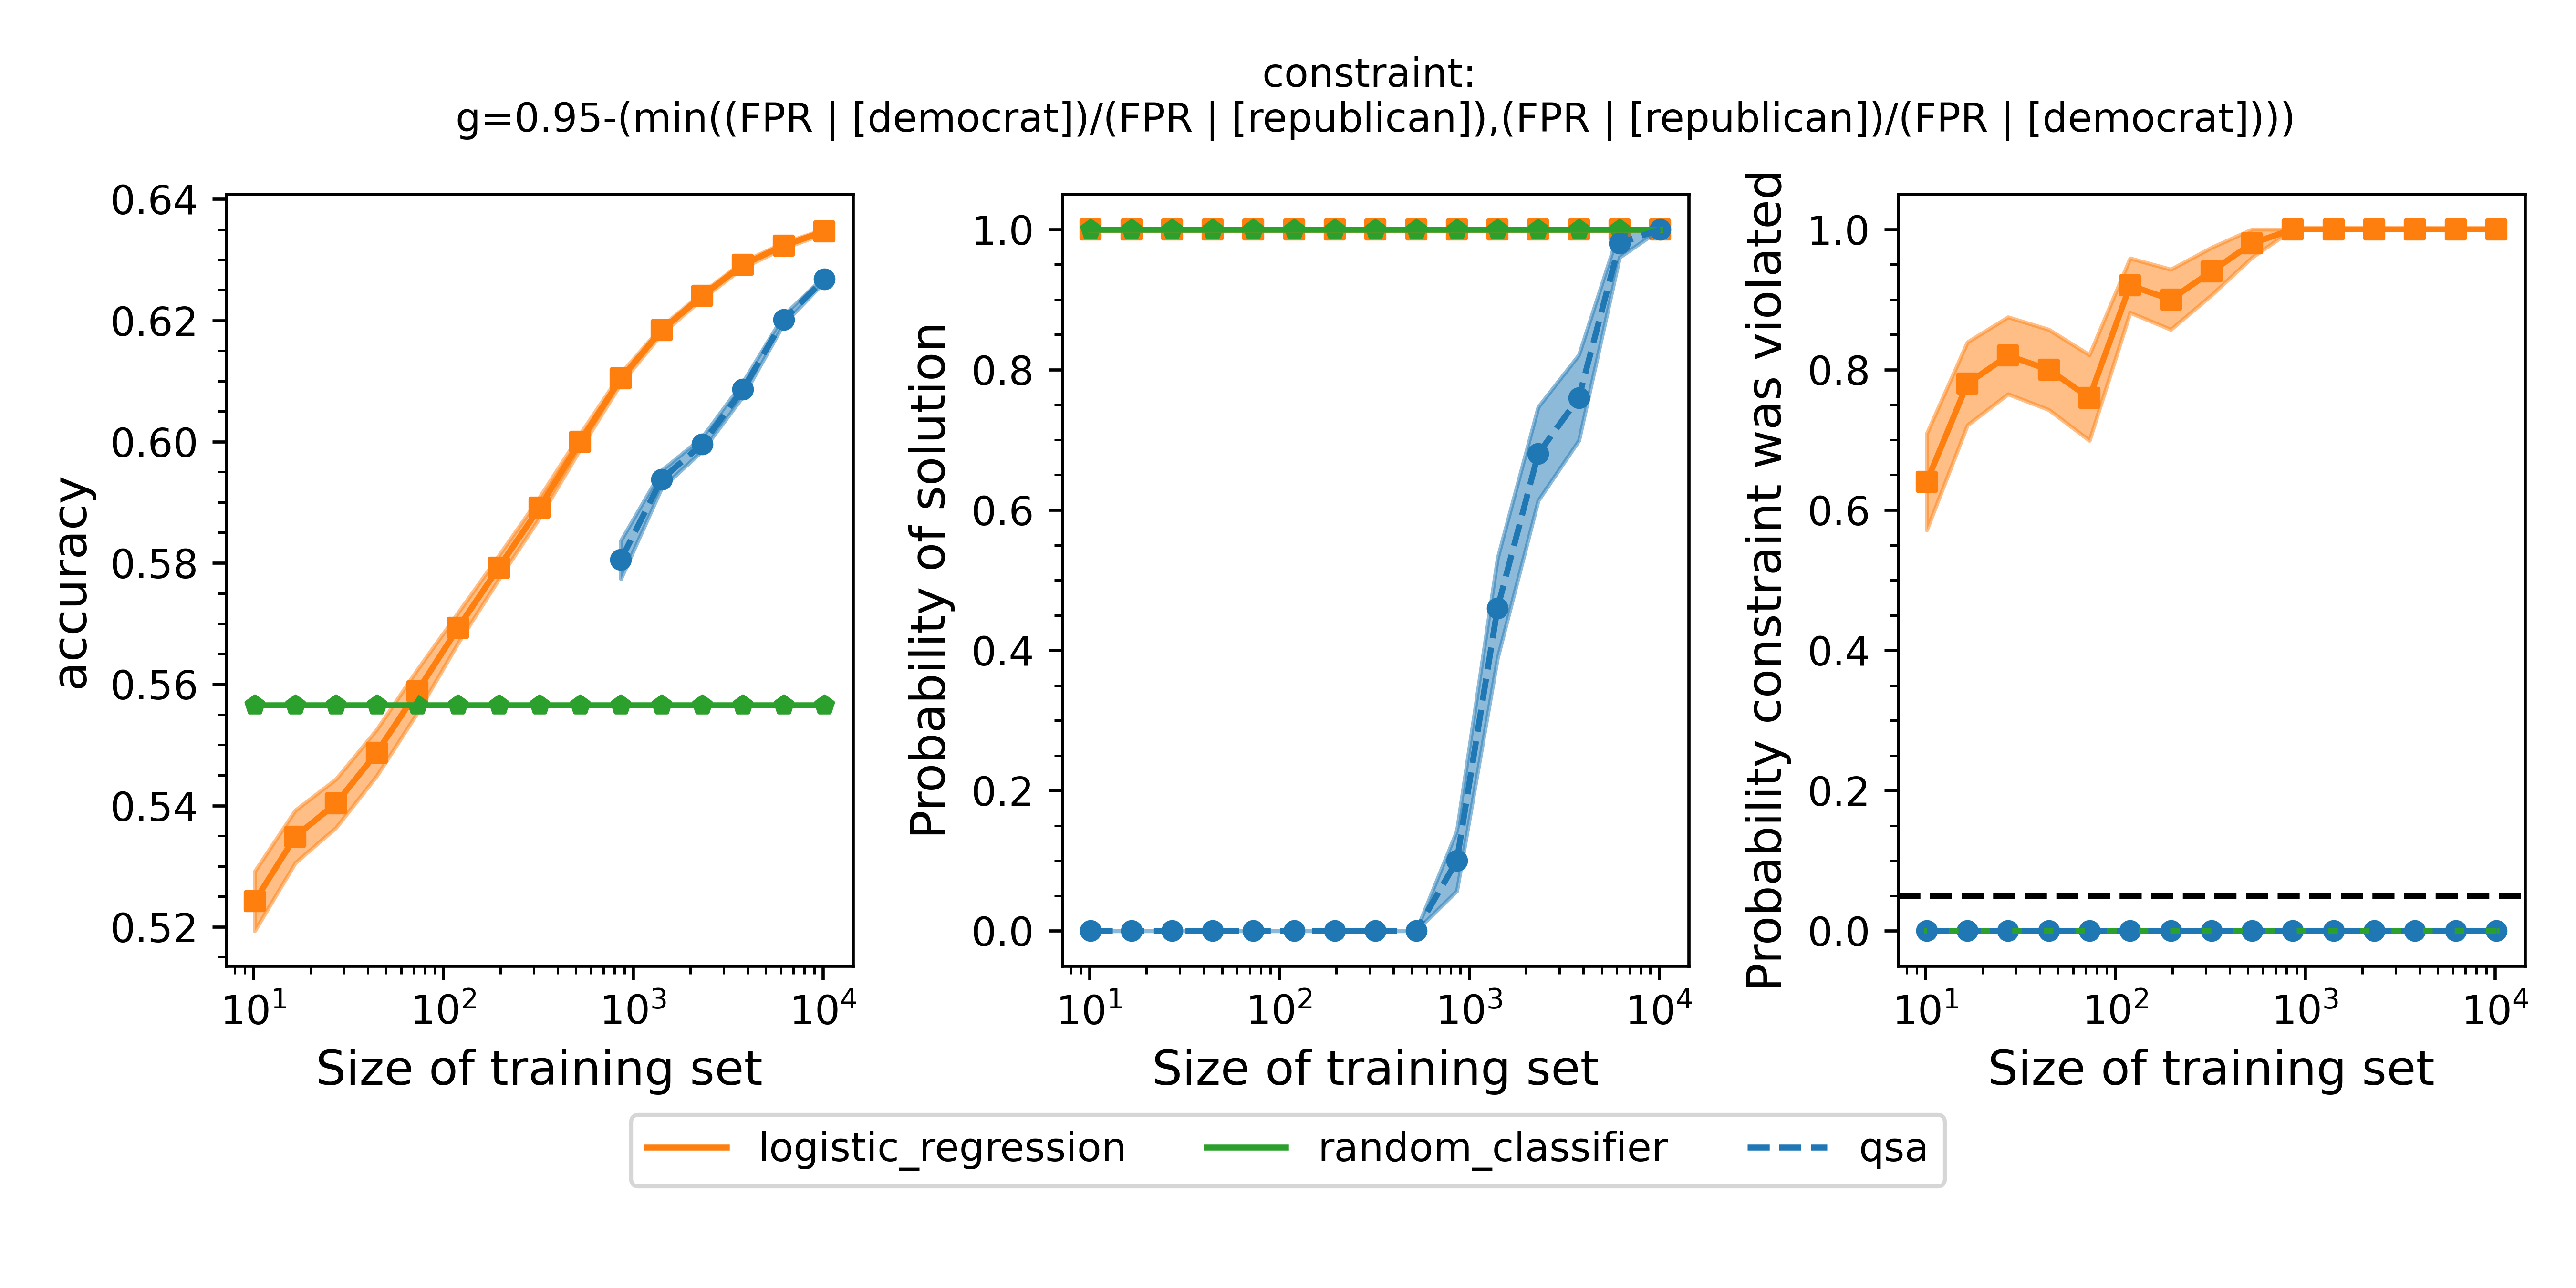 constraint:
g=0.95-(min((FPR | [democrat])/(FPR | [republican]),(FPR | [republican])/(FPR | [democrat])))
accuracy
0.64
0.62
0.60
0.58
0.56
0.54
0.52
10¹ 10² 10³ 10⁴
Size of training set
Probability of solution
1.0
0.8
0.6
0.4
0.2
0.0
10¹ 10² 10³ 10⁴
Size of training set
Probability constraint was violated
1.0
0.8
0.6
0.4
0.2
0.0
10¹ 10² 10³ 10⁴
Size of training set
logistic_regression random_classifier qsa